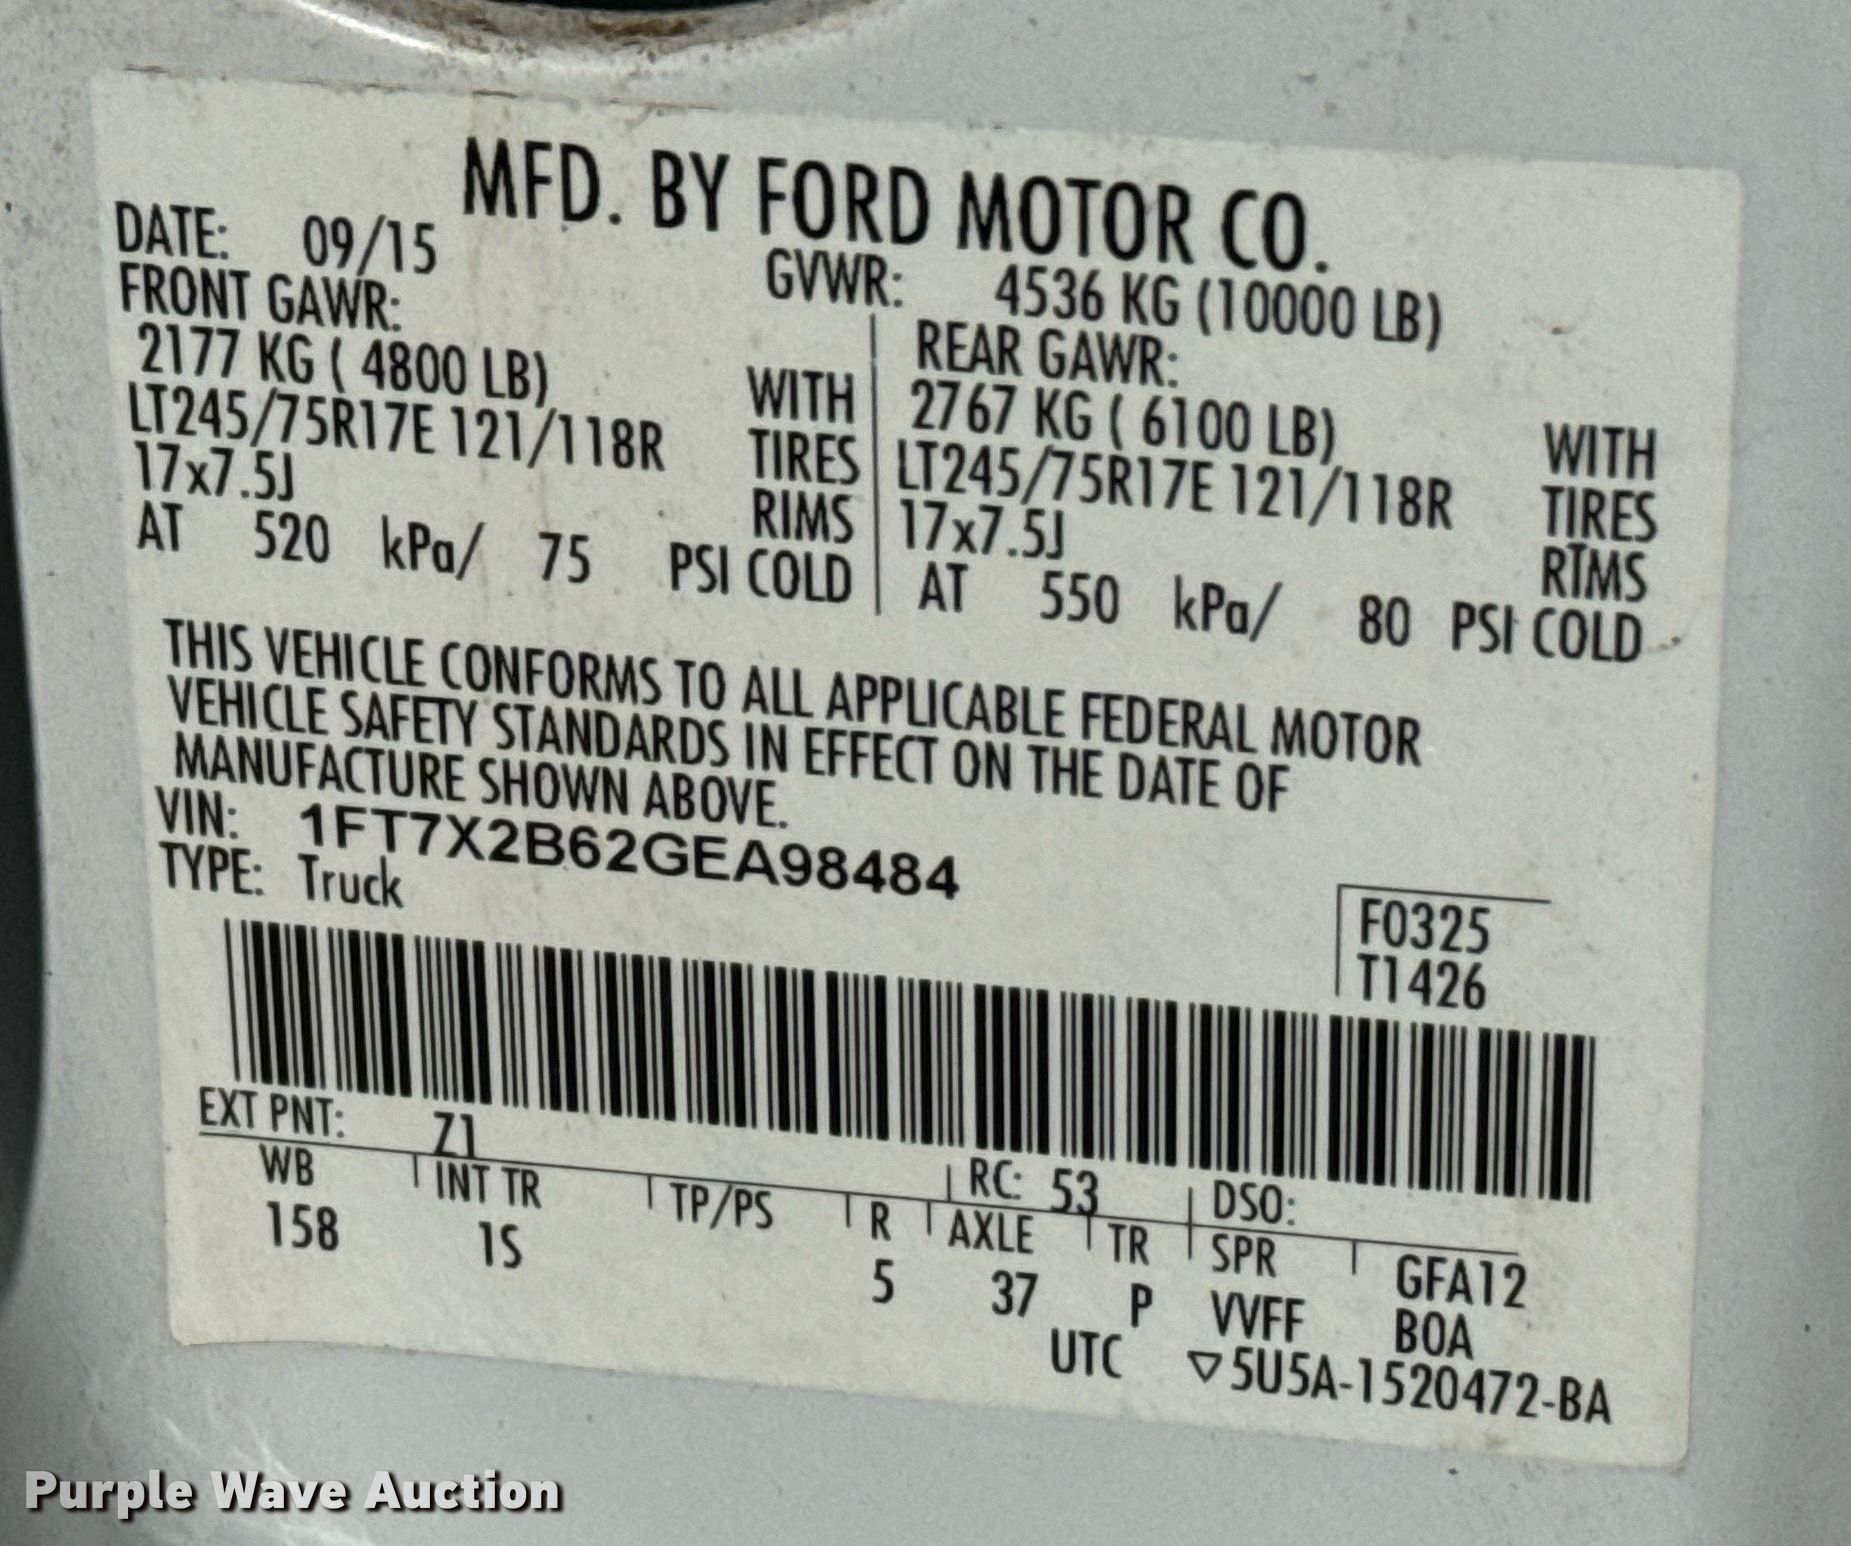 MFD. BY FORD MOTOR CO.
DATE: 09/15
GVWR: 4536 KG (10000 LB)
FRONT GAWR:
2177 KG ( 4800 LB) WITH
LT245/75R17E 121/118R TIRES
17x7.5J RIMS
AT 520 kPa/ 75 PSI COLD
REAR GAWR:
2767 KG ( 6100 LB) WITH
LT245/75R17E 121/118R TIRES
17x7.5J RIMS
AT 550 kPa/ 80 PSI COLD
THIS VEHICLE CONFORMS TO ALL APPLICABLE FEDERAL MOTOR
VEHICLE SAFETY STANDARDS IN EFFECT ON THE DATE OF
MANUFACTURE SHOWN ABOVE.
VIN: 1FT7X2B62GEA98484
TYPE: Truck
F0325
T1426
EXT PNT: Z1 RC: 53 DSO:
WB INT TR TP/PS R AXLE TR SPR GFA12
158 1S 5 37 P VVFF BOA
UTC ▽5U5A-1520472-BA
Purple Wave Auction